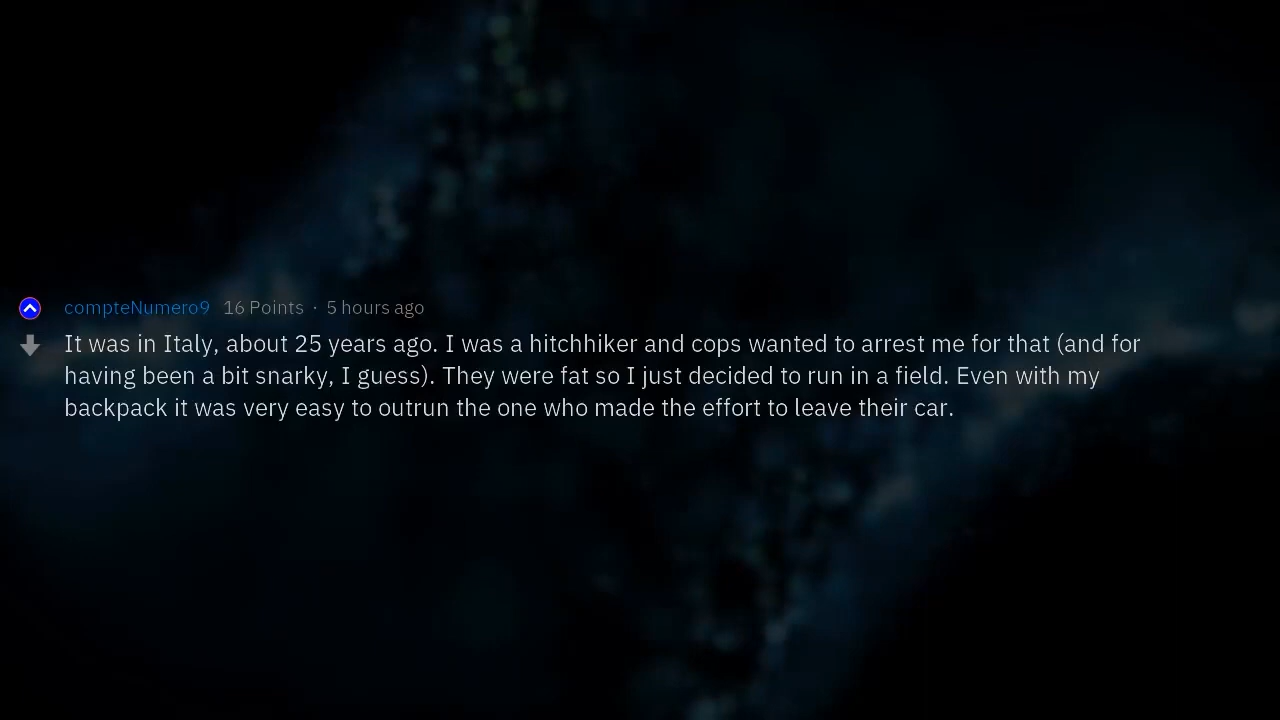 compteNumero9 16 Points · 5 hours ago
It was in Italy, about 25 years ago. I was a hitchhiker and cops wanted to arrest me for that (and for
having been a bit snarky, I guess). They were fat so I just decided to run in a field. Even with my
backpack it was very easy to outrun the one who made the effort to leave their car.